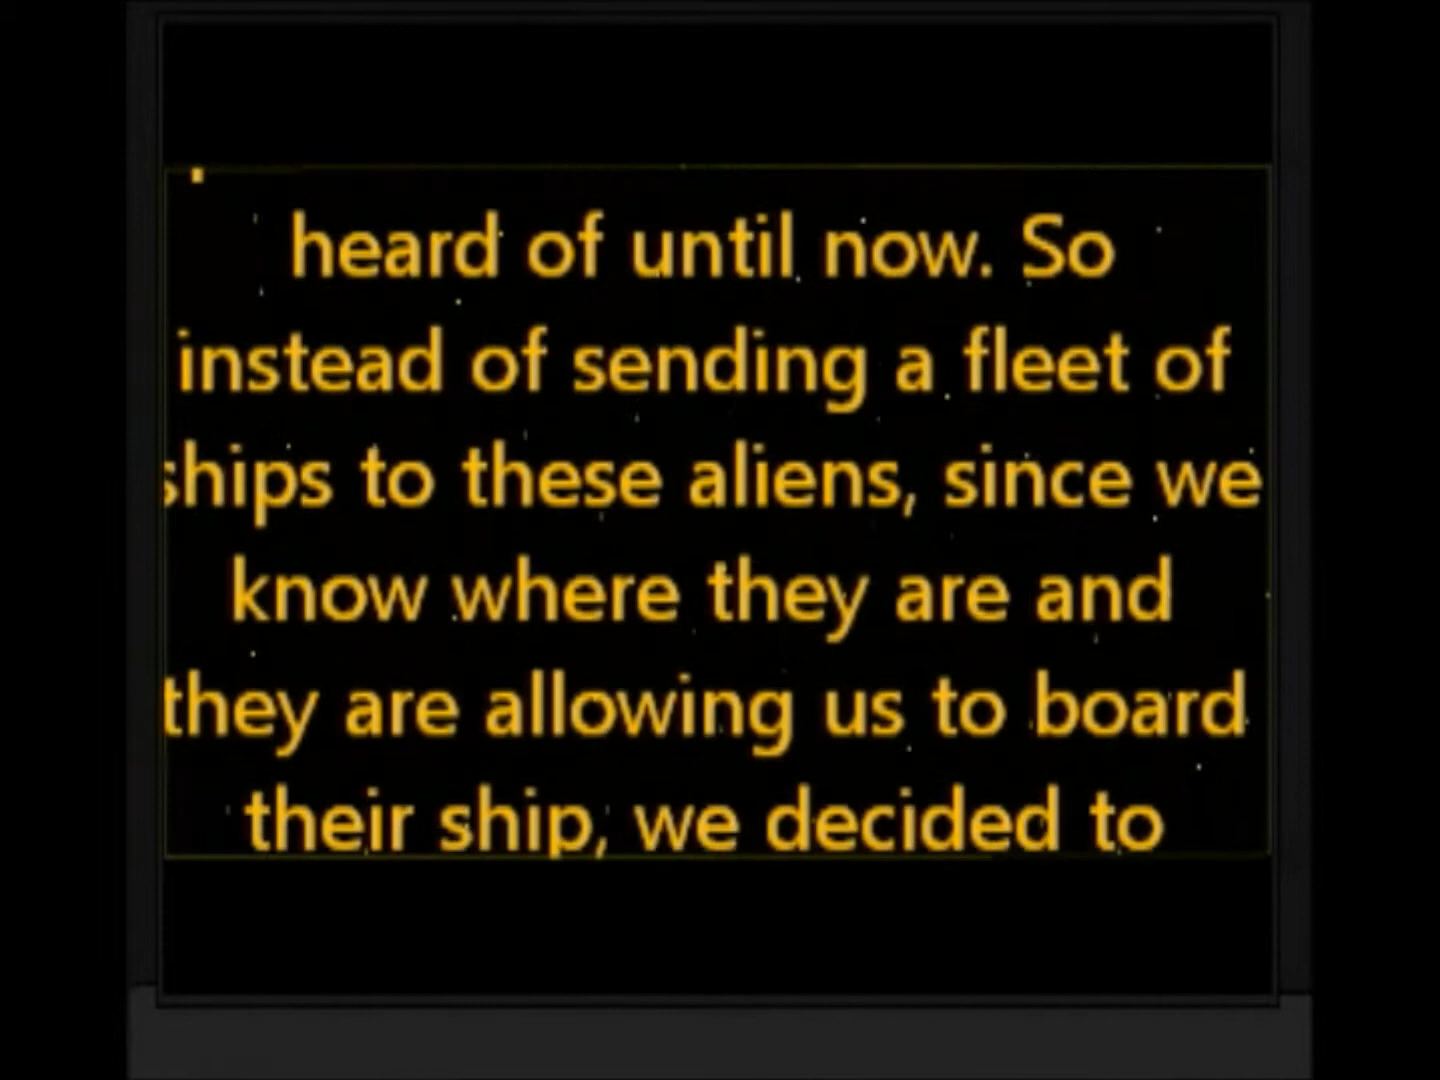 heard of until now. So
instead of sending a fleet of
ships to these aliens, since we
know where they are and
they are allowing us to board
their ship, we decided to